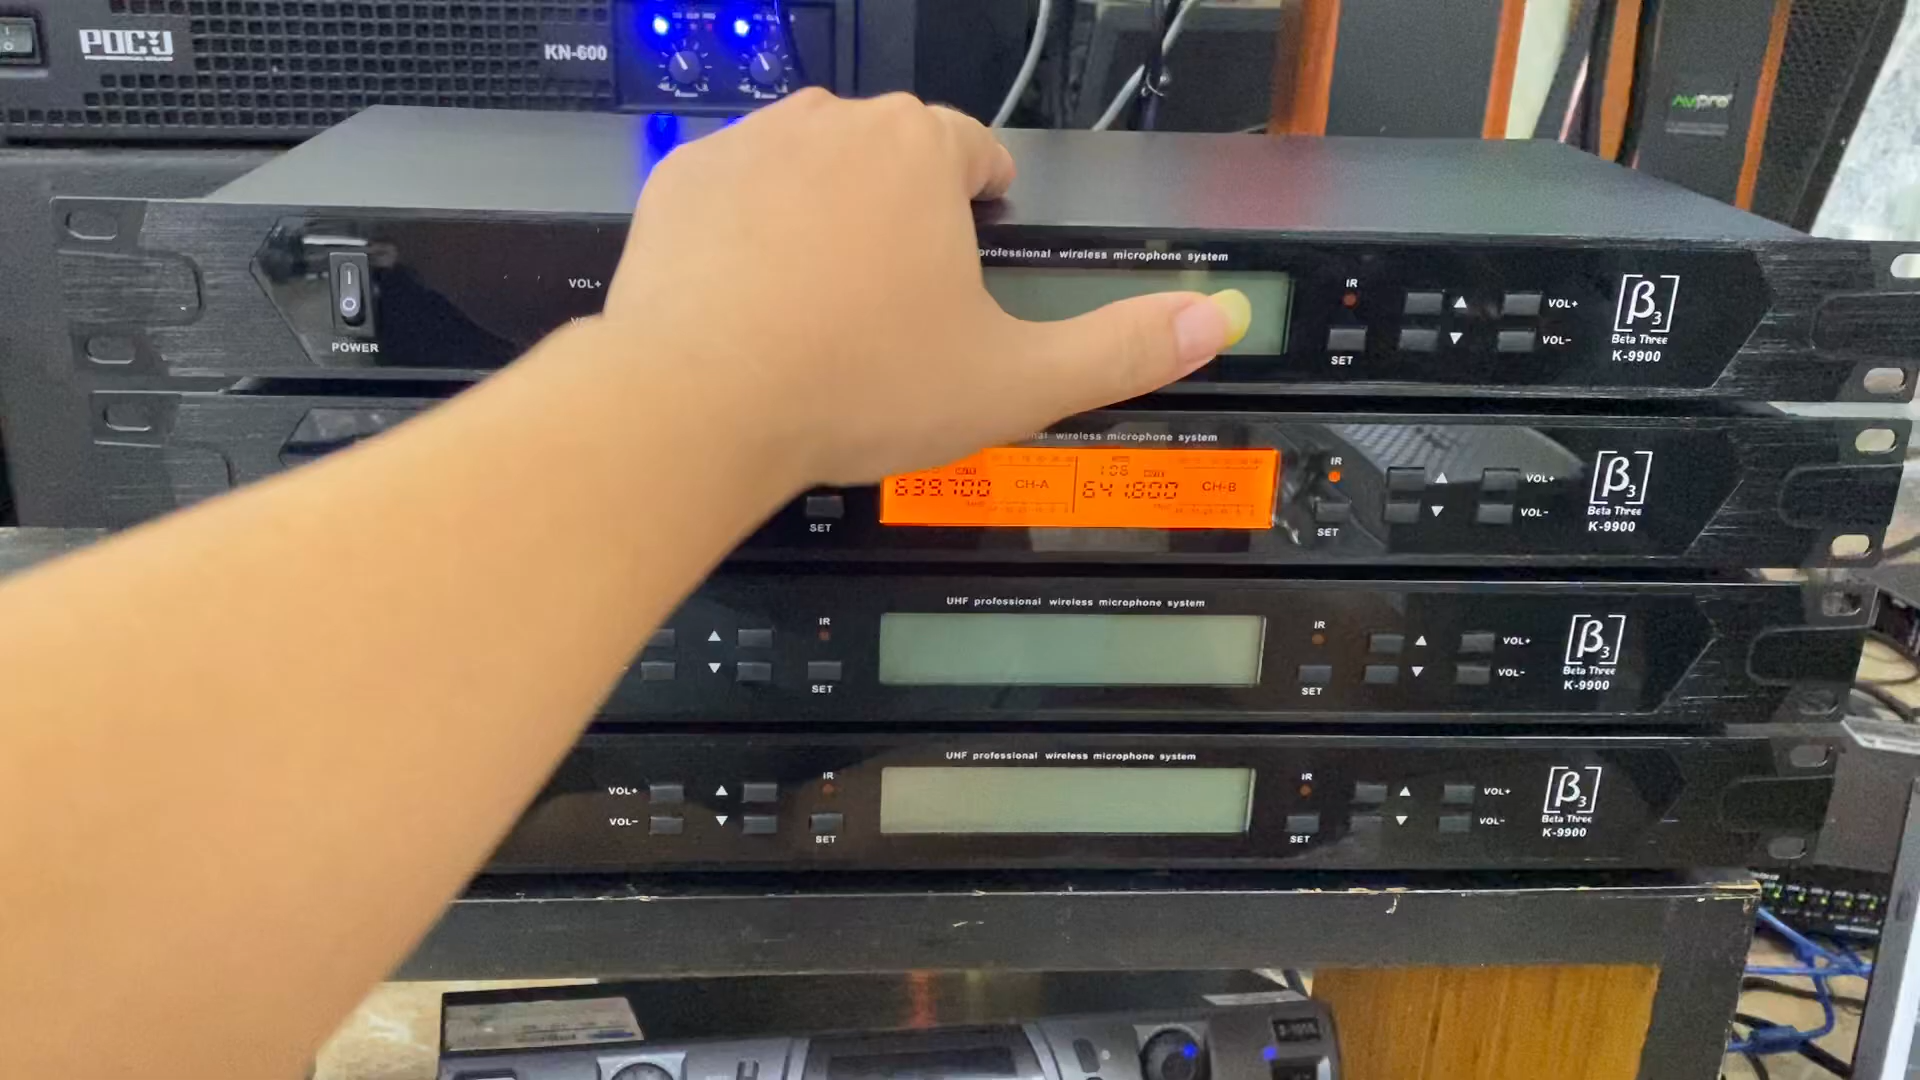 KN-600
AVpro
professional wireless microphone system
VOL+
IR
VOL+
POWER
SET
VOL-
β3
Beta Three
K-9900
wireless microphone system
IR
VOL+
639.700 CH-A
641.800 CH-B
SET
SET
VOL-
β3
Beta Three
K-9900
UHF professional wireless microphone system
IR
IR
VOL+
SET
SET
VOL-
β3
Beta Three
K-9900
UHF professional wireless microphone system
VOL+
IR
IR
VOL+
VOL-
SET
SET
VOL-
β3
Beta Three
K-9900